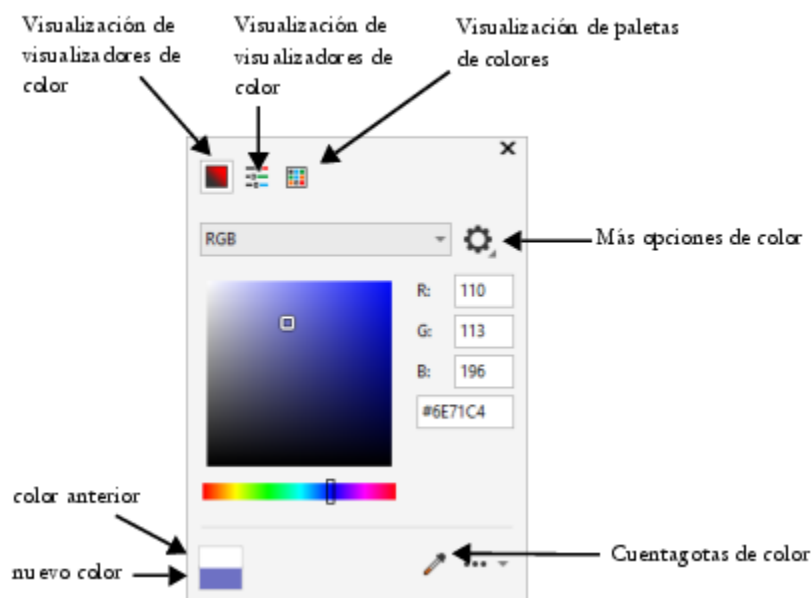 Visualización de
visualizadores de
color
Visualización de
visualizadores de
color
Visualización de paletas
de colores
RGB
Más opciones de color
R: 110
G: 113
B: 196
#6E71C4
color anterior
nuevo color
Cuentagotas de color